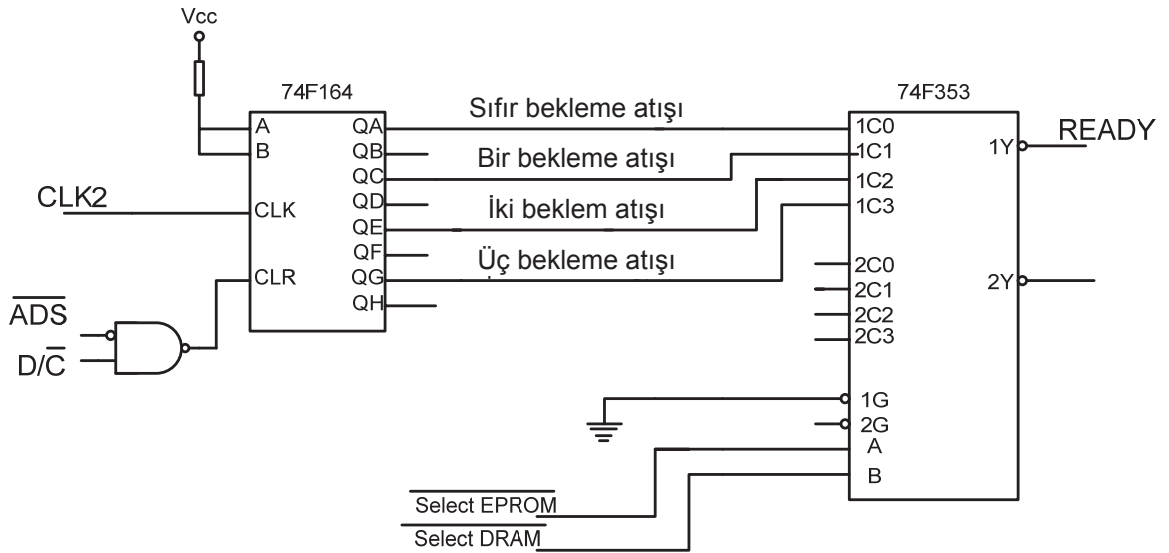 Vcc
74F164
A
B
CLK
CLR
QA
QB
QC
QD
QE
QF
QG
QH
CLK2
A̅D̅S̅
D/C̅
Sıfır bekleme atışı
Bir bekleme atışı
İki beklem atışı
Üç bekleme atışı
74F353
1C0
1C1
1C2
1C3
2C0
2C1
2C2
2C3
1G
2G
A
B
1Y
2Y
READY
Select EPROM
Select DRAM